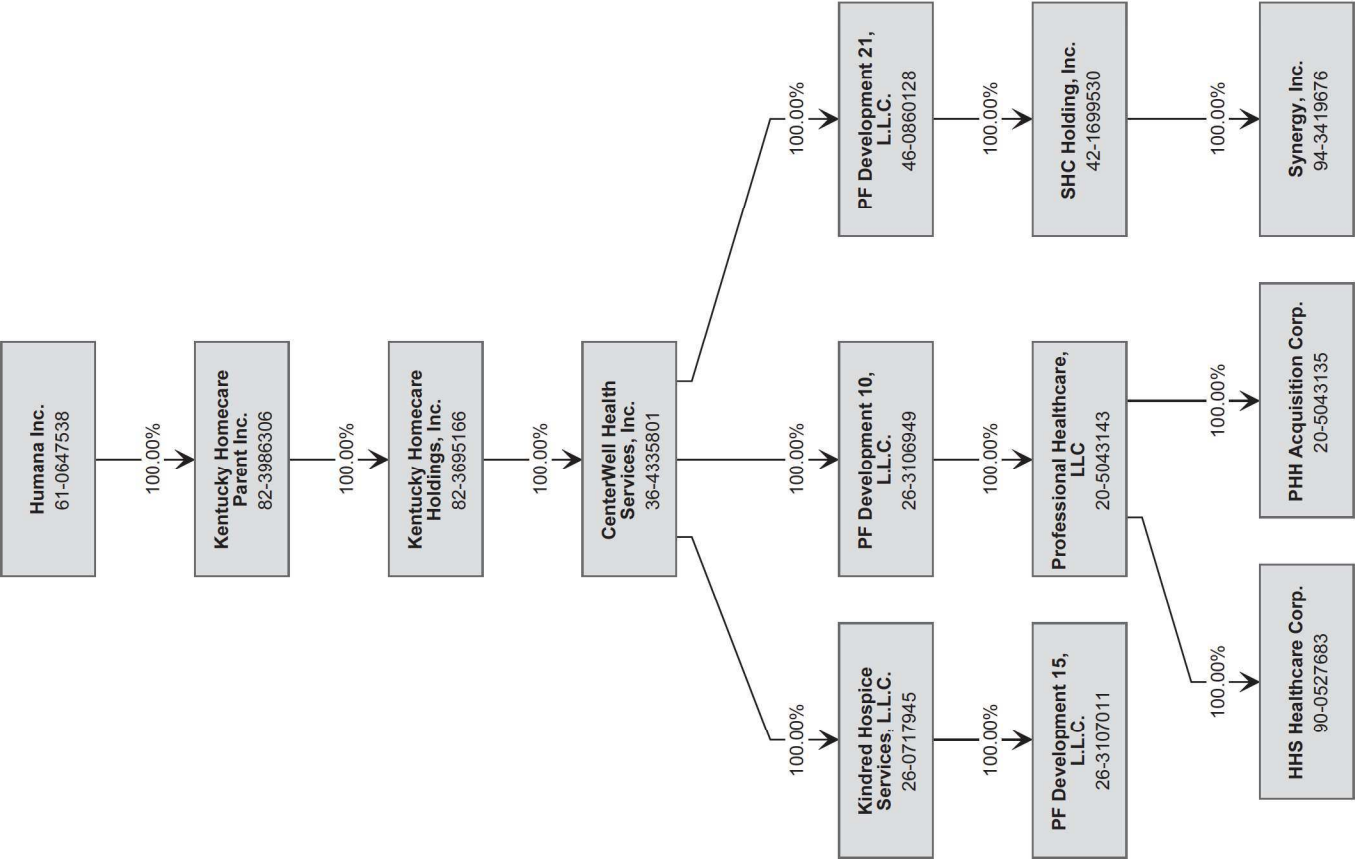 Humana Inc.
61-0647538
100.00%
Kentucky Homecare
Parent Inc.
82-3986306
100.00%
Kentucky Homecare
Holdings, Inc.
82-3695166
100.00%
CenterWell Health
Services, Inc.
36-4335801
100.00%
100.00%
100.00%
Kindred Hospice
Services, L.L.C.
26-0717945
PF Development 10,
L.L.C.
26-3106949
PF Development 21,
L.L.C.
46-0860128
100.00%
100.00%
100.00%
PF Development 15,
L.L.C.
26-3107011
Professional Healthcare,
LLC
20-5043143
SHC Holding, Inc.
42-1699530
100.00%
100.00%
100.00%
HHS Healthcare Corp.
90-0527683
PHH Acquisition Corp.
20-5043135
Synergy, Inc.
94-3419676